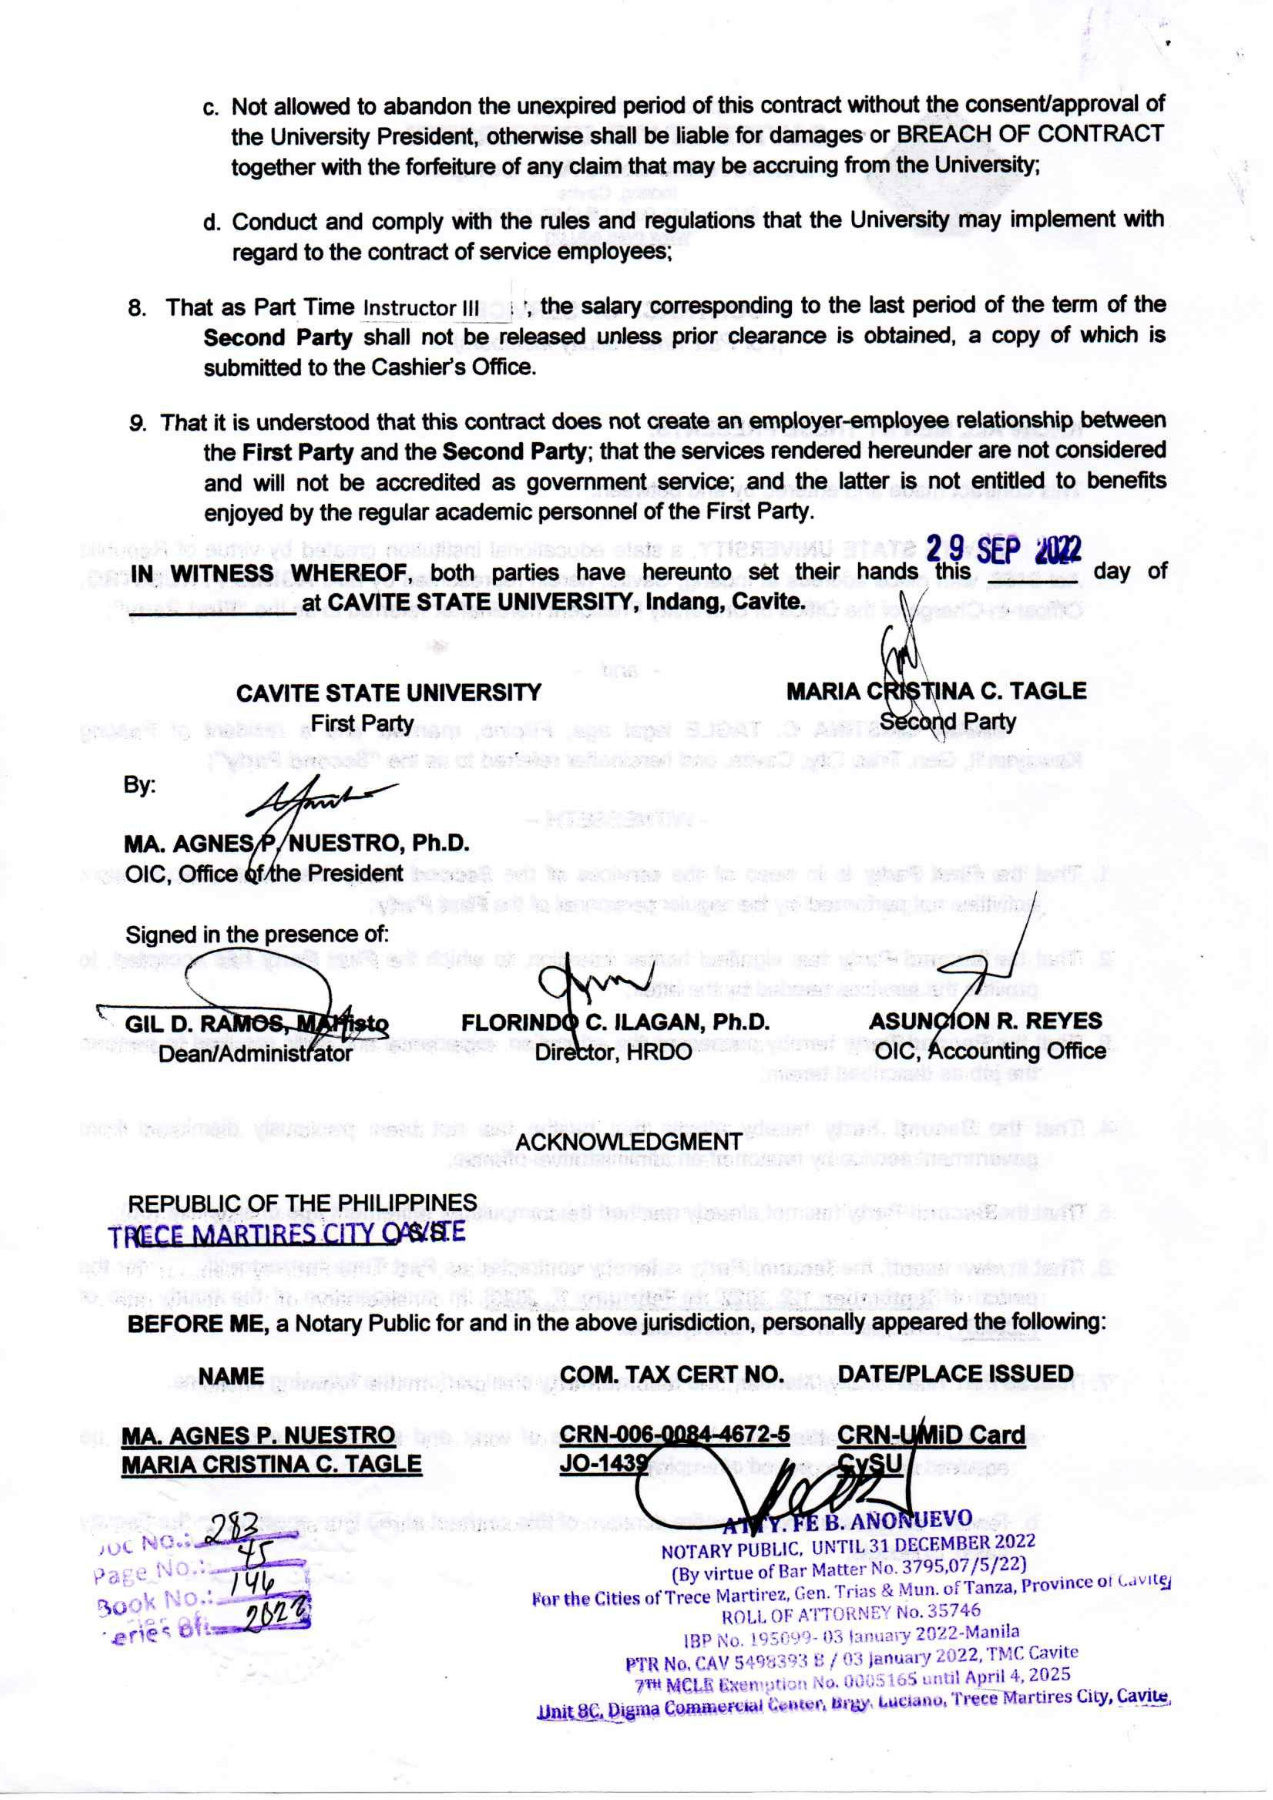 c. Not allowed to abandon the unexpired period of this contract without the consent/approval of
the University President, otherwise shall be liable for damages or BREACH OF CONTRACT
together with the forfeiture of any claim that may be accruing from the University;
d. Conduct and comply with the rules and regulations that the University may implement with
regard to the contract of service employees;
8. That as Part Time Instructor III ; the salary corresponding to the last period of the term of the
Second Party shall not be released unless prior clearance is obtained, a copy of which is
submitted to the Cashier's Office.
9. That it is understood that this contract does not create an employer-employee relationship between
the First Party and the Second Party; that the services rendered hereunder are not considered
and will not be accredited as government service; and the latter is not entitled to benefits
enjoyed by the regular academic personnel of the First Party.
29 SEP 2022
IN WITNESS WHEREOF, both parties have hereunto set their hands this day of
at CAVITE STATE UNIVERSITY, Indang, Cavite.
CAVITE STATE UNIVERSITY MARIA CRISTINA C. TAGLE
First Party Second Party
By:
MA. AGNES P. NUESTRO, Ph.D.
OIC, Office of the President
Signed in the presence of:
GIL D. RAMOS, FLORINDO C. ILAGAN, Ph.D. ASUNCION R. REYES
Dean/Administrator Director, HRDO OIC, Accounting Office
ACKNOWLEDGMENT
REPUBLIC OF THE PHILIPPINES
TRECE MARTIRES CITY CAVITE
BEFORE ME, a Notary Public for and in the above jurisdiction, personally appeared the following:
NAME COM. TAX CERT NO. DATE/PLACE ISSUED
MA. AGNES P. NUESTRO CRN-006-0084-4672-5 CRN-UMiD Card
MARIA CRISTINA C. TAGLE JO-1439 CvSU
Doc No.: 283
Page No.: 45
Book No.: 146
Series Of: 2022
ATTY. FE B. AÑONUEVO
NOTARY PUBLIC, UNTIL 31 DECEMBER 2022
(By virtue of Bar Matter No. 3795,07/5/22)
For the Cities of Trece Martirez, Gen. Trias & Mun. of Tanza, Province of Cavite
ROLL OF ATTORNEY No. 35746
IBP No. 195099- 03 January 2022-Manila
PTR No. CAV 5498393 B / 03 January 2022, TMC Cavite
7TH MCLE Exemption No. 0005165 until April 4, 2025
Unit 8C, Digma Commercial Center, Brgy. Luciano, Trece Martires City, Cavite,